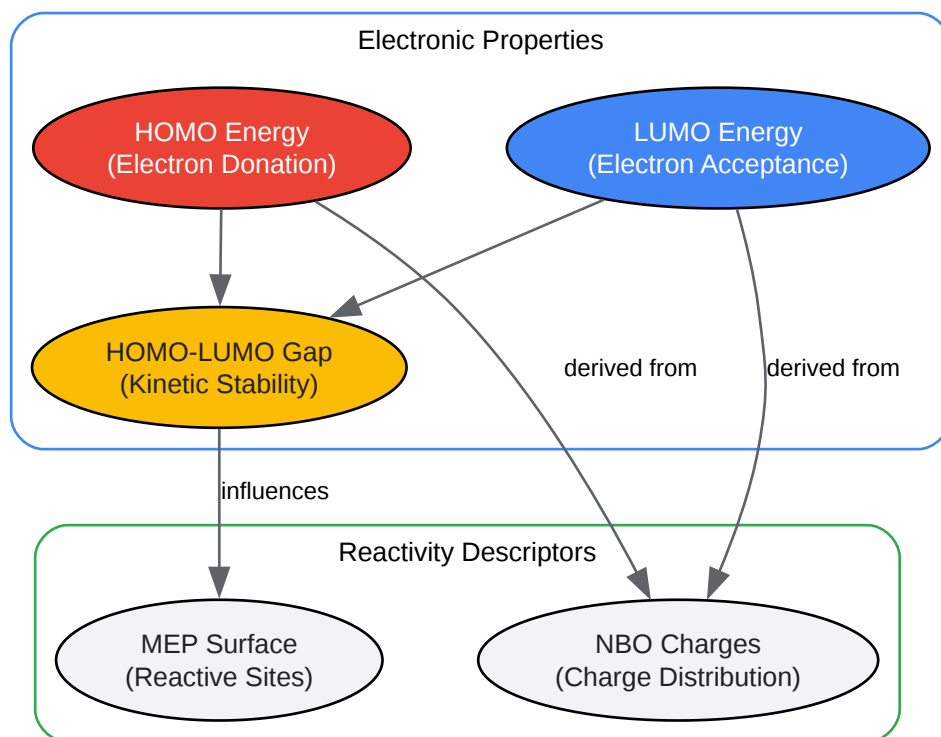 Electronic Properties
HOMO Energy
(Electron Donation)
LUMO Energy
(Electron Acceptance)
HOMO-LUMO Gap
(Kinetic Stability)
derived from
derived from
influences
Reactivity Descriptors
MEP Surface
(Reactive Sites)
NBO Charges
(Charge Distribution)